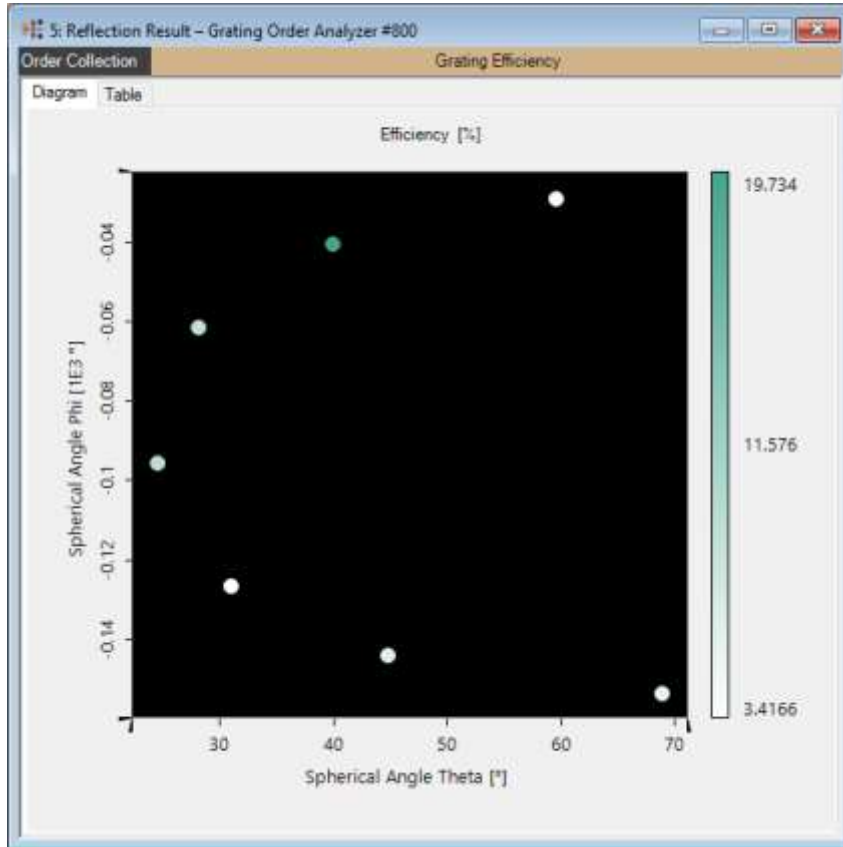 5: Reflection Result – Grating Order Analyzer #800
Order Collection Grating Efficiency
Diagram Table
Efficiency [%]
19.734
11.576
3.4166
-0.04
-0.06
-0.08
-0.1
-0.12
-0.14
Spherical Angle Phi [1E3 °]
30 40 50 60 70
Spherical Angle Theta [°]